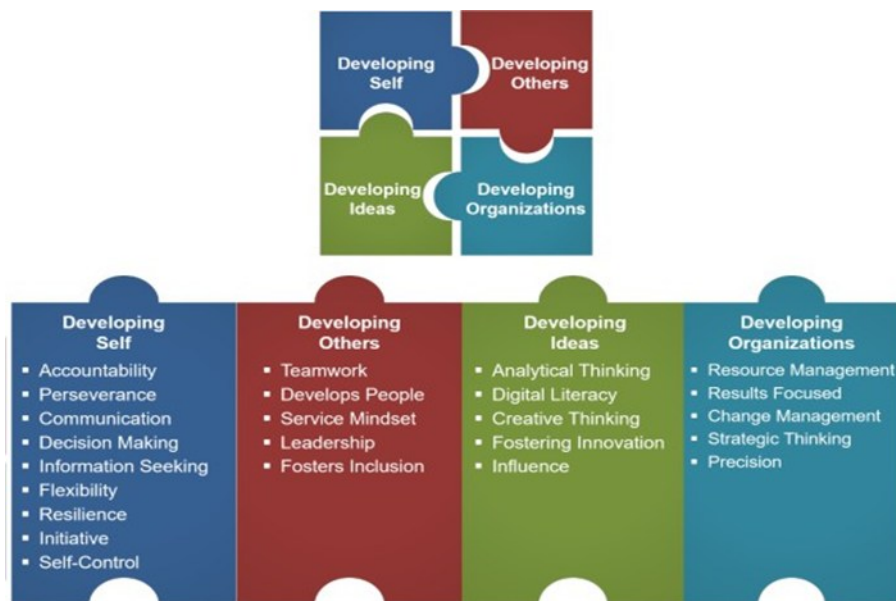 Developing
Self
Developing
Others
Developing
Ideas
Developing
Organizations
Developing
Self
▪ Accountability
▪ Perseverance
▪ Communication
▪ Decision Making
▪ Information Seeking
▪ Flexibility
▪ Resilience
▪ Initiative
▪ Self-Control
Developing
Others
▪ Teamwork
▪ Develops People
▪ Service Mindset
▪ Leadership
▪ Fosters Inclusion
Developing
Ideas
▪ Analytical Thinking
▪ Digital Literacy
▪ Creative Thinking
▪ Fostering Innovation
▪ Influence
Developing
Organizations
▪ Resource Management
▪ Results Focused
▪ Change Management
▪ Strategic Thinking
▪ Precision